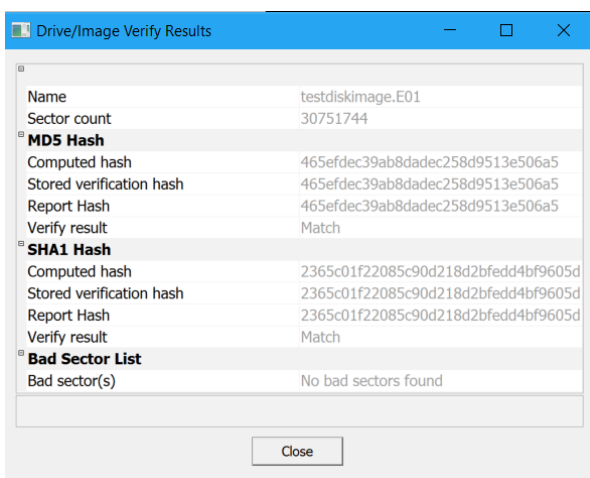 Drive/Image Verify Results
Name testdiskimage.E01
Sector count 30751744
MD5 Hash
Computed hash 465efdec39ab8dadec258d9513e506a5
Stored verification hash 465efdec39ab8dadec258d9513e506a5
Report Hash 465efdec39ab8dadec258d9513e506a5
Verify result Match
SHA1 Hash
Computed hash 2365c01f22085c90d218d2bfedd4bf9605d
Stored verification hash 2365c01f22085c90d218d2bfedd4bf9605d
Report Hash 2365c01f22085c90d218d2bfedd4bf9605d
Verify result Match
Bad Sector List
Bad sector(s) No bad sectors found
Close